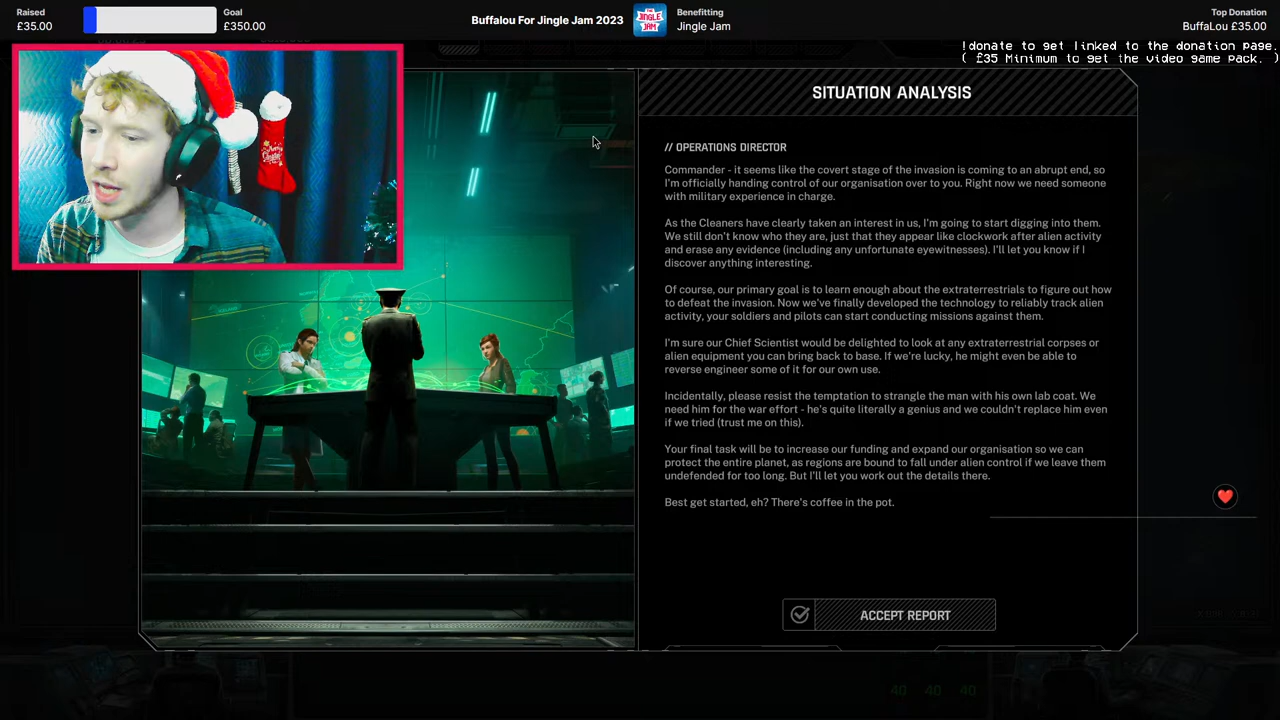 Raised
£35.00
Goal
£350.00
Buffalou For Jingle Jam 2023
THE JINGLE JAM
Benefitting
Jingle Jam
Top Donation
BuffaLou £35.00
!donate to get linked to the donation page.
( £35 Minimum to get the video game pack. )
SITUATION ANALYSIS
// OPERATIONS DIRECTOR
Commander - it seems like the covert stage of the invasion is coming to an abrupt end, so
I'm officially handing control of our organisation over to you. Right now we need someone
with military experience in charge.
As the Cleaners have clearly taken an interest in us, I'm going to start digging into them.
We still don't know who they are, just that they appear like clockwork after alien activity
and erase any evidence (including any unfortunate eyewitnesses). I'll let you know if I
discover anything interesting.
Of course, our primary goal is to learn enough about the extraterrestrials to figure out how
to defeat the invasion. Now we've finally developed the technology to reliably track alien
activity, your soldiers and pilots can start conducting missions against them.
I'm sure our Chief Scientist would be delighted to look at any extraterrestrial corpses or
alien equipment you can bring back to base. If we're lucky, he might even be able to
reverse engineer some of it for our own use.
Incidentally, please resist the temptation to strangle the man with his own lab coat. We
need him for the war effort - he's quite literally a genius and we couldn't replace him even
if we tried (trust me on this).
Your final task will be to increase our funding and expand our organisation so we can
protect the entire planet, as regions are bound to fall under alien control if we leave them
undefended for too long. But I'll let you work out the details there.
Best get started, eh? There's coffee in the pot.
ACCEPT REPORT
40 40 40